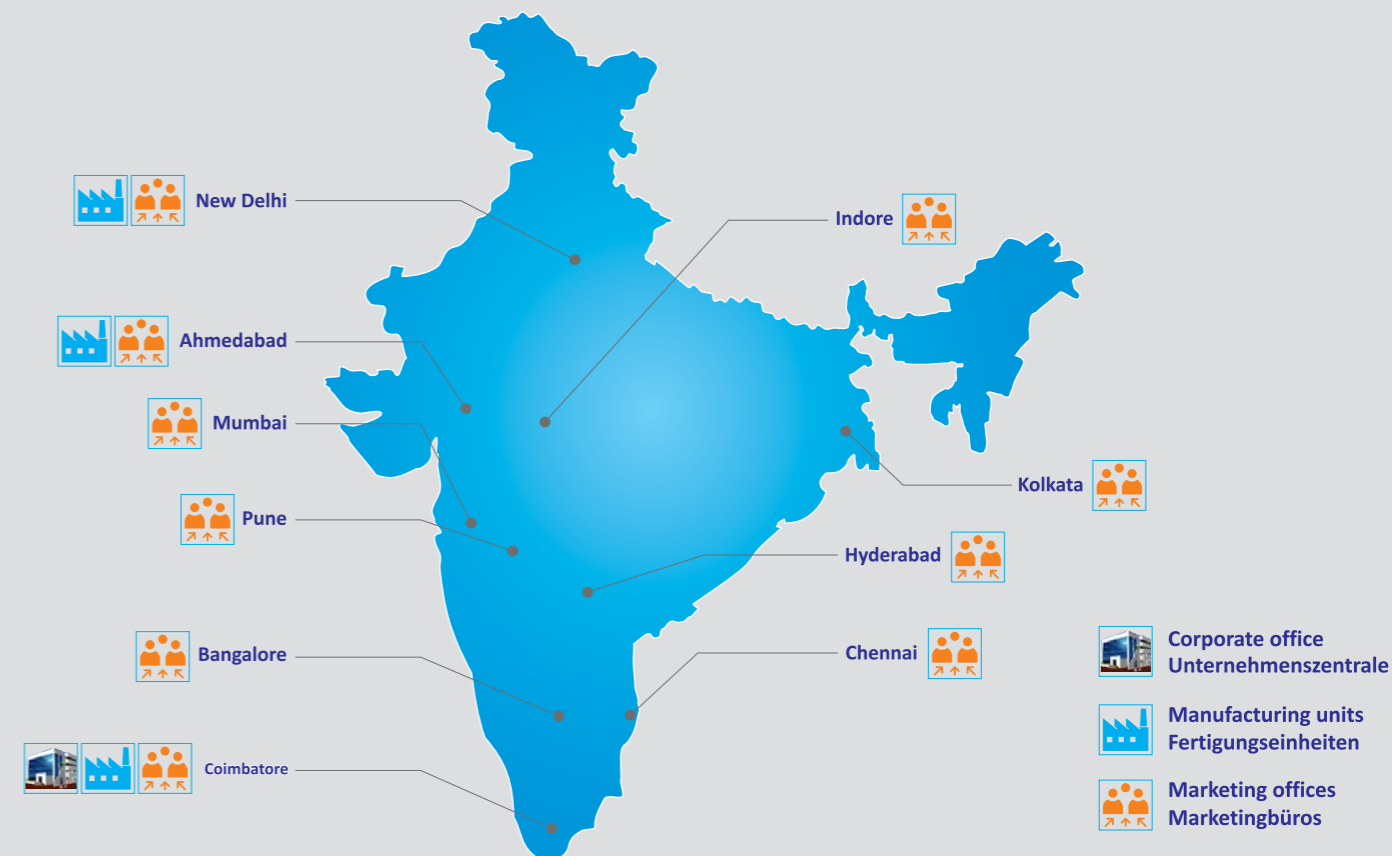 New Delhi
Indore
Ahmedabad
Mumbai
Kolkata
Pune
Hyderabad
Bangalore
Chennai
Coimbatore
Corporate office
Unternehmenszentrale
Manufacturing units
Fertigungseinheiten
Marketing offices
Marketingbüros